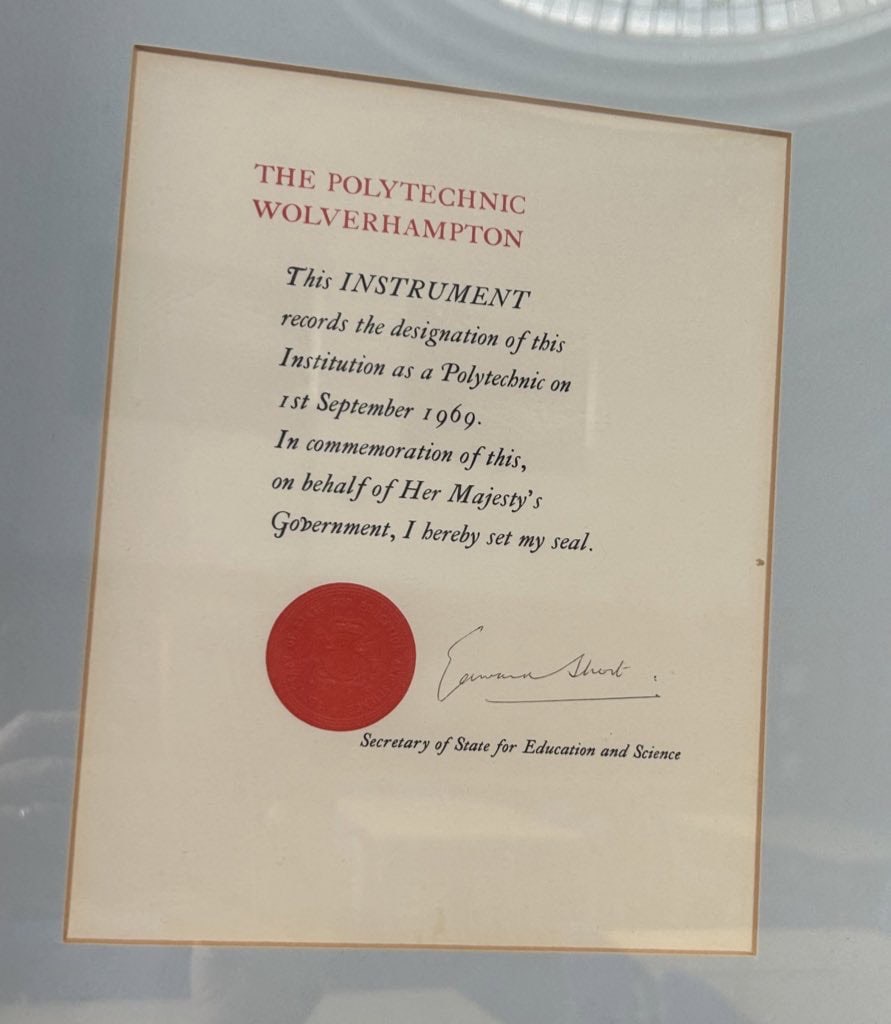 THE POLYTECHNIC
WOLVERHAMPTON
This INSTRUMENT
records the designation of this
Institution as a Polytechnic on
1st September 1969.
In commemoration of this,
on behalf of Her Majesty's
Government, I hereby set my seal.
Edward Short.
Secretary of State for Education and Science